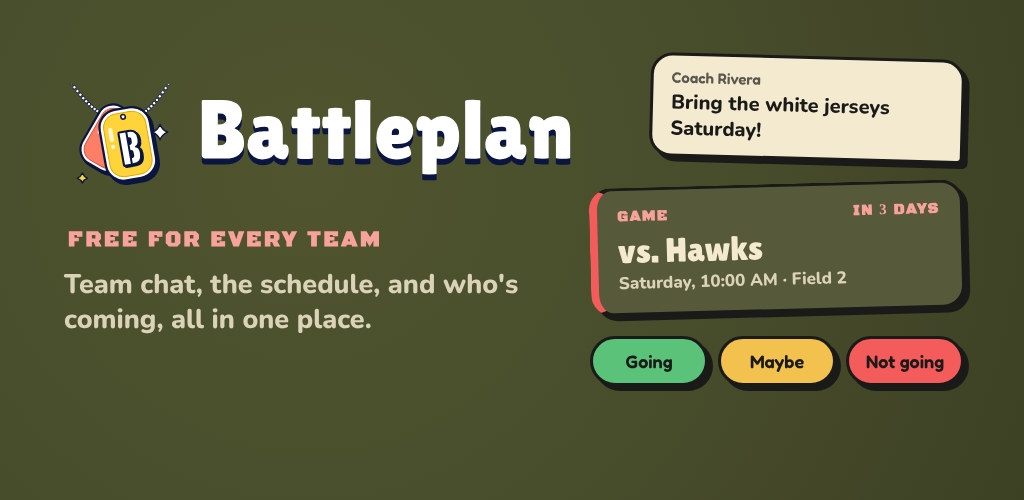 B
Battleplan
FREE FOR EVERY TEAM
Team chat, the schedule, and who's
coming, all in one place.
Coach Rivera
Bring the white jerseys
Saturday!
GAME
IN 3 DAYS
vs. Hawks
Saturday, 10:00 AM · Field 2
Going
Maybe
Not going